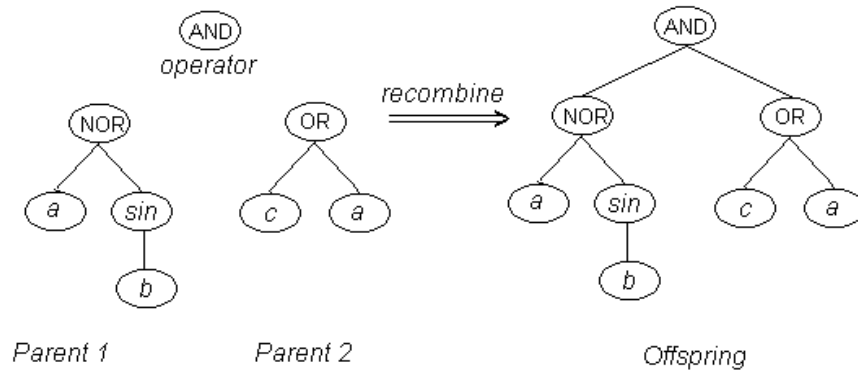 AND
operator
NOR
a
sin
b
Parent 1
OR
c
a
Parent 2
recombine
AND
NOR
OR
a
sin
c
a
b
Offspring